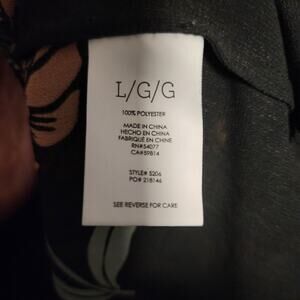 L/G/G
100% POLYESTER
MADE IN CHINA
HECHO EN CHINA
FABRIQUÉ EN CHINE
RN#54077
CA#59814
STYLE# 5206
PO# 218146
SEE REVERSE FOR CARE